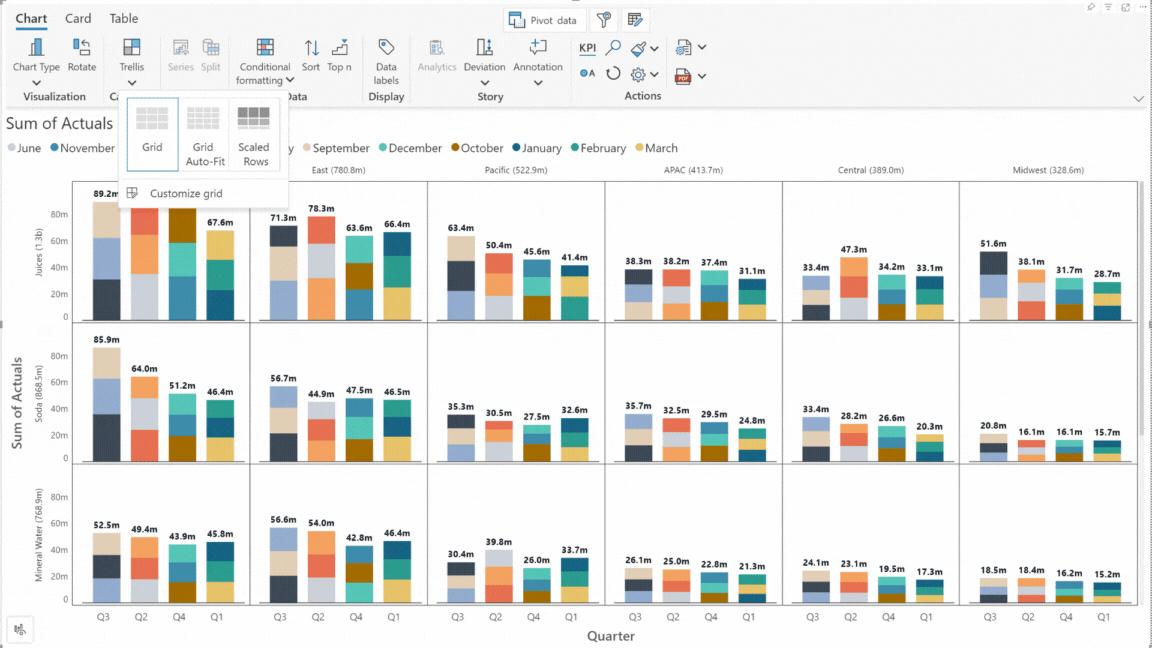 Chart Card Table
Pivot data
Chart Type Rotate Trellis Series Split Conditional formatting Sort Top n Data labels Analytics Deviation Annotation KPI
A
PDF
Visualization Data Display Story Actions
Grid
Grid Auto-Fit
Scaled Rows
Customize grid
Sum of Actuals
June November y September December October January February March
East (780.8m) Pacific (522.9m) APAC (413.7m) Central (389.0m) Midwest (328.6m)
Sum of Actuals
Juices (1.3b)
80m
60m
40m
20m
0
89.2m 67.6m
71.3m 78.3m 63.6m 66.4m
63.4m 50.4m 45.6m 41.4m
38.3m 38.2m 37.4m 31.1m
33.4m 47.3m 34.2m 33.1m
51.6m 38.1m 31.7m 28.7m
Soda (868.5m)
80m
60m
40m
20m
0
85.9m 64.0m 51.2m 46.4m
56.7m 44.9m 47.5m 46.5m
35.3m 30.5m 27.5m 32.6m
35.7m 32.5m 29.5m 24.8m
33.4m 28.2m 26.6m 20.3m
20.8m 16.1m 16.1m 15.7m
Mineral Water (768.9m)
80m
60m
40m
20m
0
52.5m 49.4m 43.9m 45.8m
56.6m 54.0m 42.8m 46.4m
30.4m 39.8m 26.0m 33.7m
26.1m 25.0m 22.8m 21.3m
24.1m 23.1m 19.5m 17.3m
18.5m 18.4m 16.2m 15.2m
Q3 Q2 Q4 Q1 Q3 Q2 Q4 Q1 Q3 Q2 Q4 Q1 Q3 Q2 Q4 Q1 Q3 Q2 Q4 Q1 Q3 Q2 Q4 Q1
Quarter